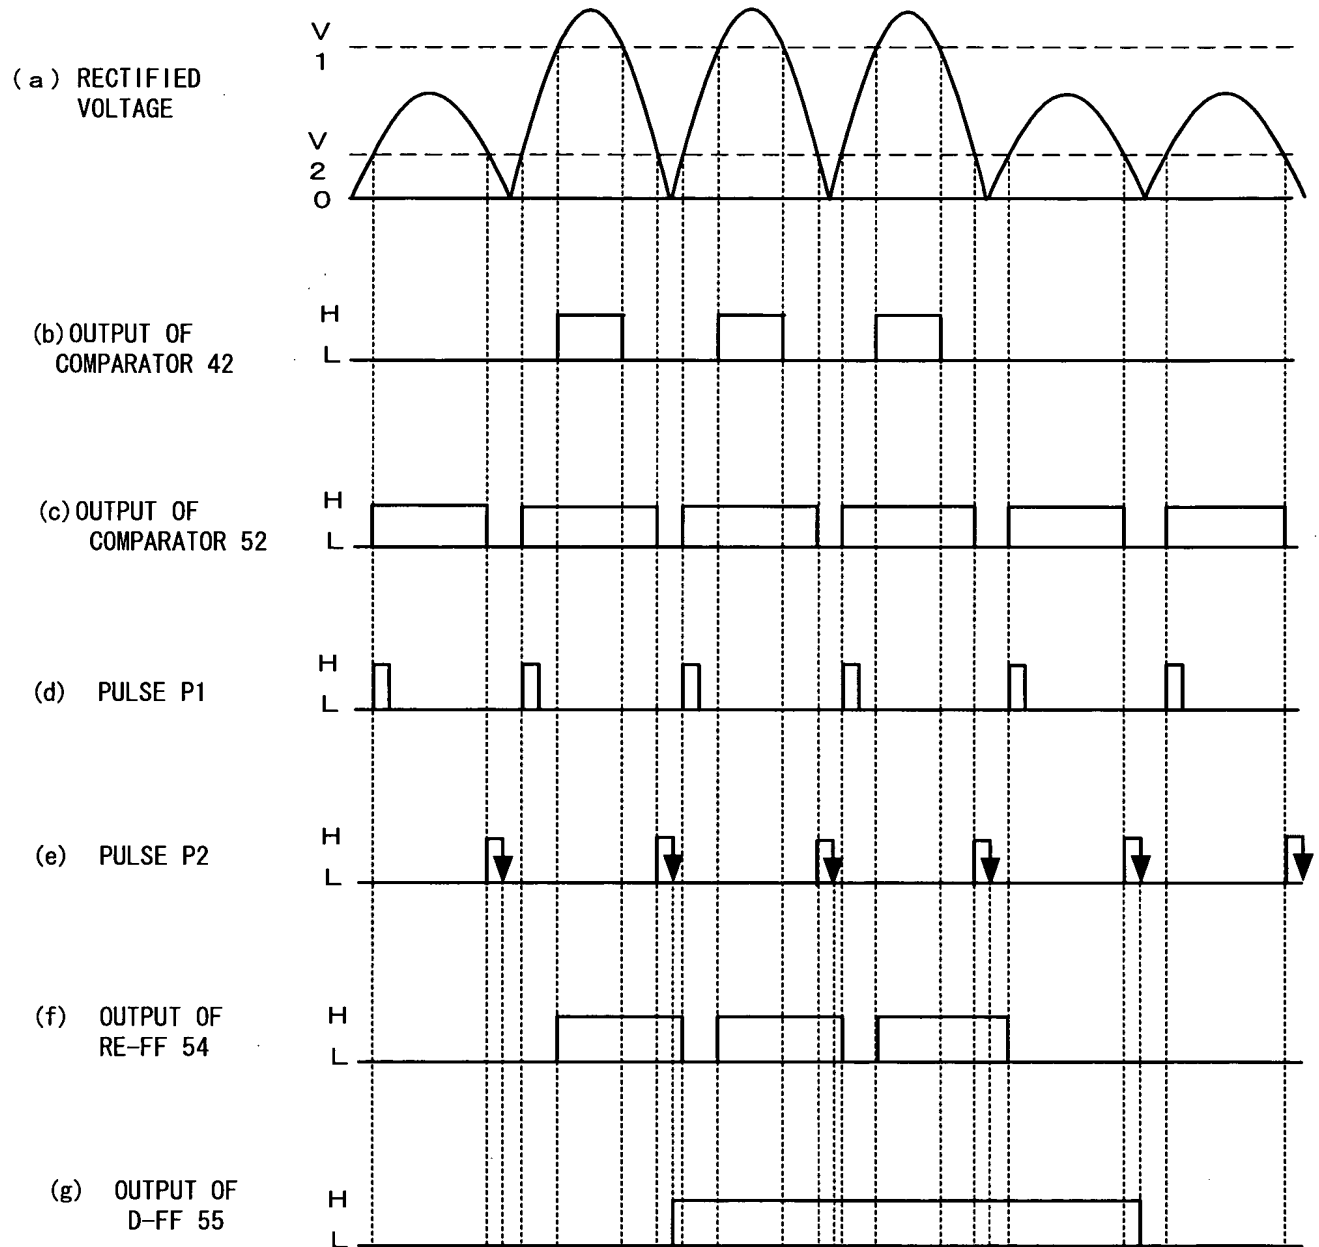 V
1
(a) RECTIFIED
VOLTAGE
V
2
0
H
(b) OUTPUT OF
COMPARATOR 42
L
H
(c) OUTPUT OF
COMPARATOR 52
L
H
(d) PULSE P1
L
H
(e) PULSE P2
L
(f) OUTPUT OF
RE-FF 54
H
L
(g) OUTPUT OF
D-FF 55
H
L